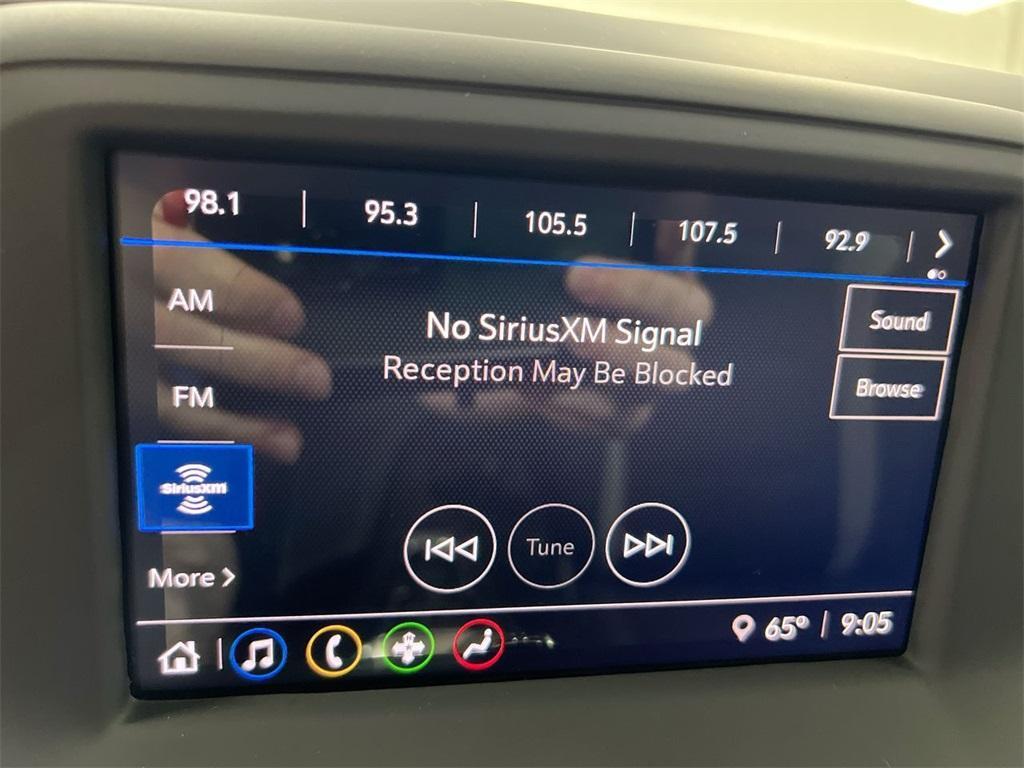 98.1 | 95.3 | 105.5 | 107.5 | 92.9 |
AM
No SiriusXM Signal
Sound
Reception May Be Blocked
Browse
FM
SiriusXM
Tune
More
65° | 9:05